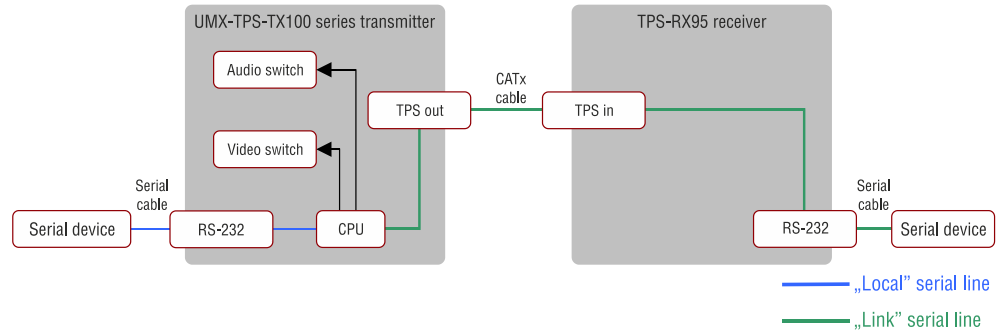 UMX-TPS-TX100 series transmitter
TPS-RX95 receiver
Audio switch
CATx
cable
TPS out
TPS in
Video switch
Serial
cable
Serial
cable
Serial device
RS-232
CPU
RS-232
Serial device
„Local” serial line
„Link” serial line